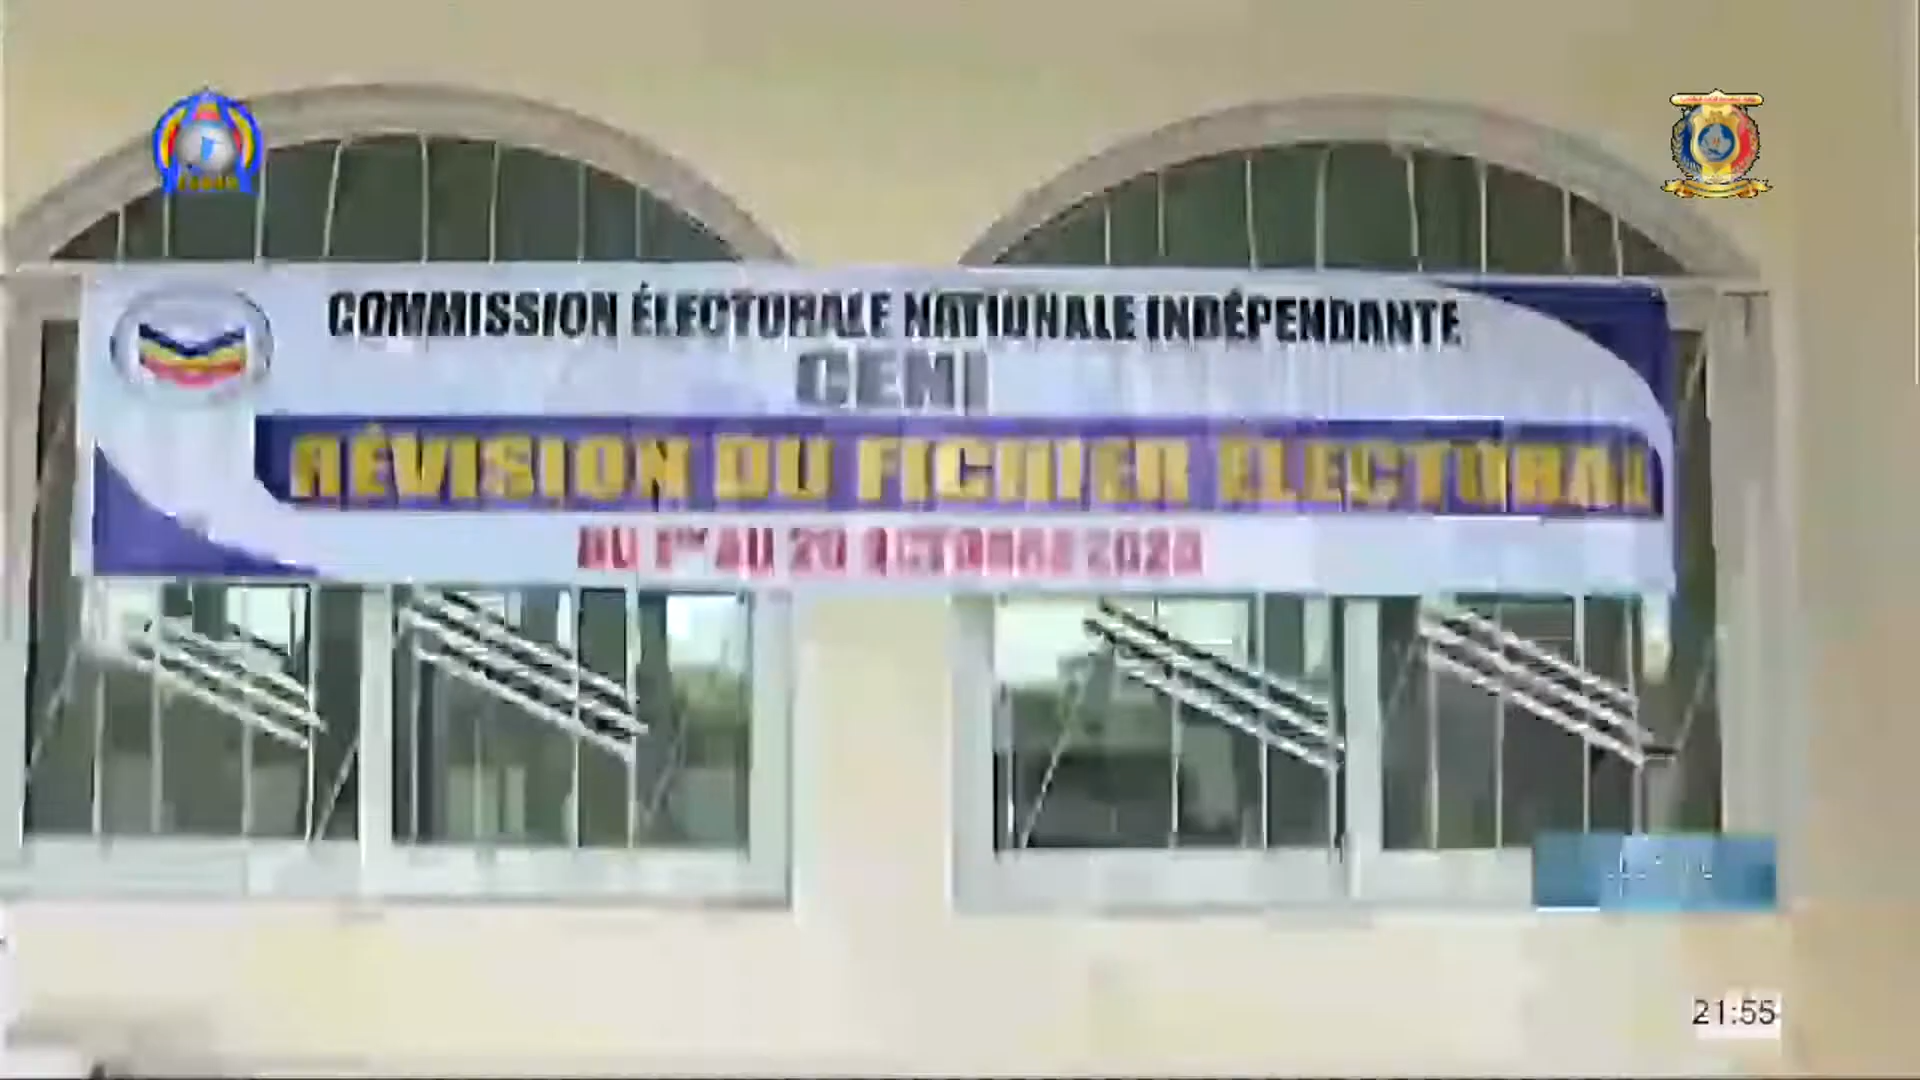 COMMISSION ÉLECTORALE NATIONALE INDÉPENDANTE
CENI
RÉVISION DU FICHIER ÉLECTORAL
DU 1er AU 20 OCTOBRE 2020
21:55